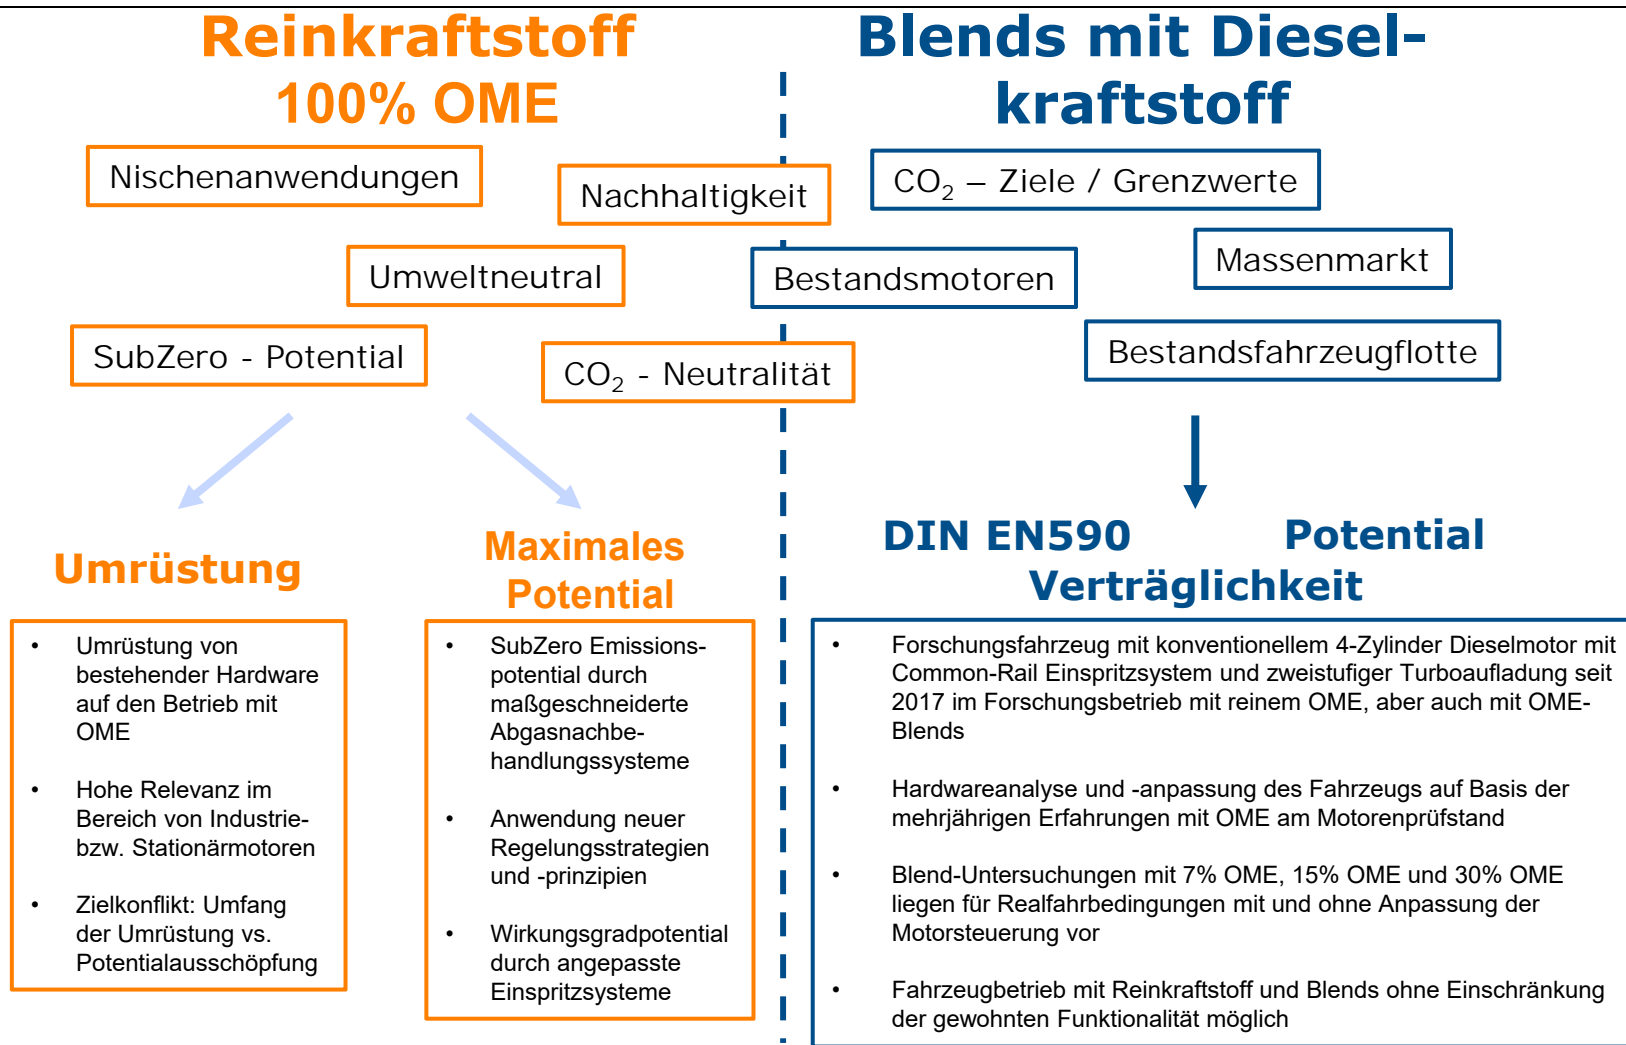 Reinkraftstoff
100% OME
Nischenanwendungen
Nachhaltigkeit
Umweltneutral
SubZero - Potential
CO₂ - Neutralität
Umrüstung
• Umrüstung von
bestehender Hardware
auf den Betrieb mit
OME
• Hohe Relevanz im
Bereich von Industrie-
bzw. Stationärmotoren
• Zielkonflikt: Umfang
der Umrüstung vs.
Potentialausschöpfung
Maximales
Potential
• SubZero Emissions-
potential durch
maßgeschneiderte
Abgasnachbe-
handlungssysteme
• Anwendung neuer
Regelungsstrategien
und -prinzipien
• Wirkungsgradpotential
durch angepasste
Einspritzsysteme
Blends mit Diesel-
kraftstoff
CO₂ – Ziele / Grenzwerte
Massenmarkt
Bestandsmotoren
Bestandsfahrzeugflotte
DIN EN590 Potential
Verträglichkeit
• Forschungsfahrzeug mit konventionellem 4-Zylinder Dieselmotor mit
Common-Rail Einspritzsystem und zweistufiger Turboaufladung seit
2017 im Forschungsbetrieb mit reinem OME, aber auch mit OME-
Blends
• Hardwareanalyse und -anpassung des Fahrzeugs auf Basis der
mehrjährigen Erfahrungen mit OME am Motorenprüfstand
• Blend-Untersuchungen mit 7% OME, 15% OME und 30% OME
liegen für Realfahrbedingungen mit und ohne Anpassung der
Motorsteuerung vor
• Fahrzeugbetrieb mit Reinkraftstoff und Blends ohne Einschränkung
der gewohnten Funktionalität möglich